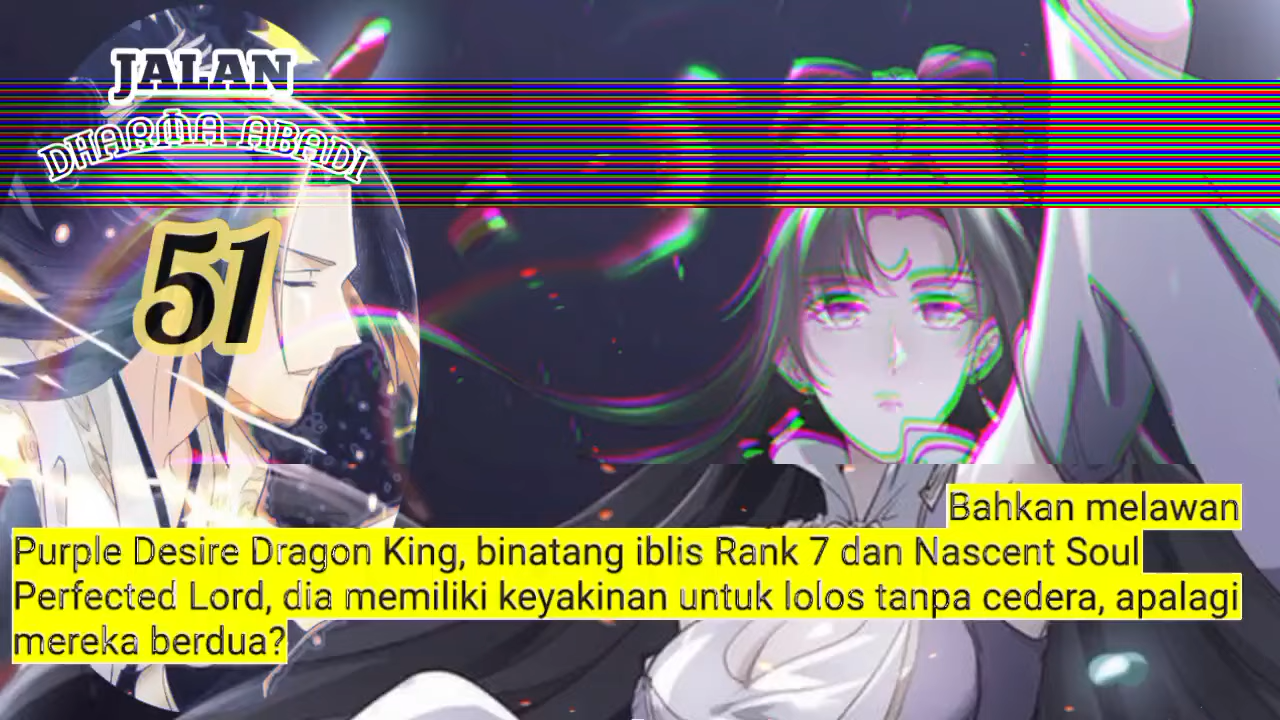 JALAN
DHARMA ABADI
51
Bahkan melawan
Purple Desire Dragon King, binatang iblis Rank 7 dan Nascent Soul
Perfected Lord, dia memiliki keyakinan untuk lolos tanpa cedera, apalagi
mereka berdua?